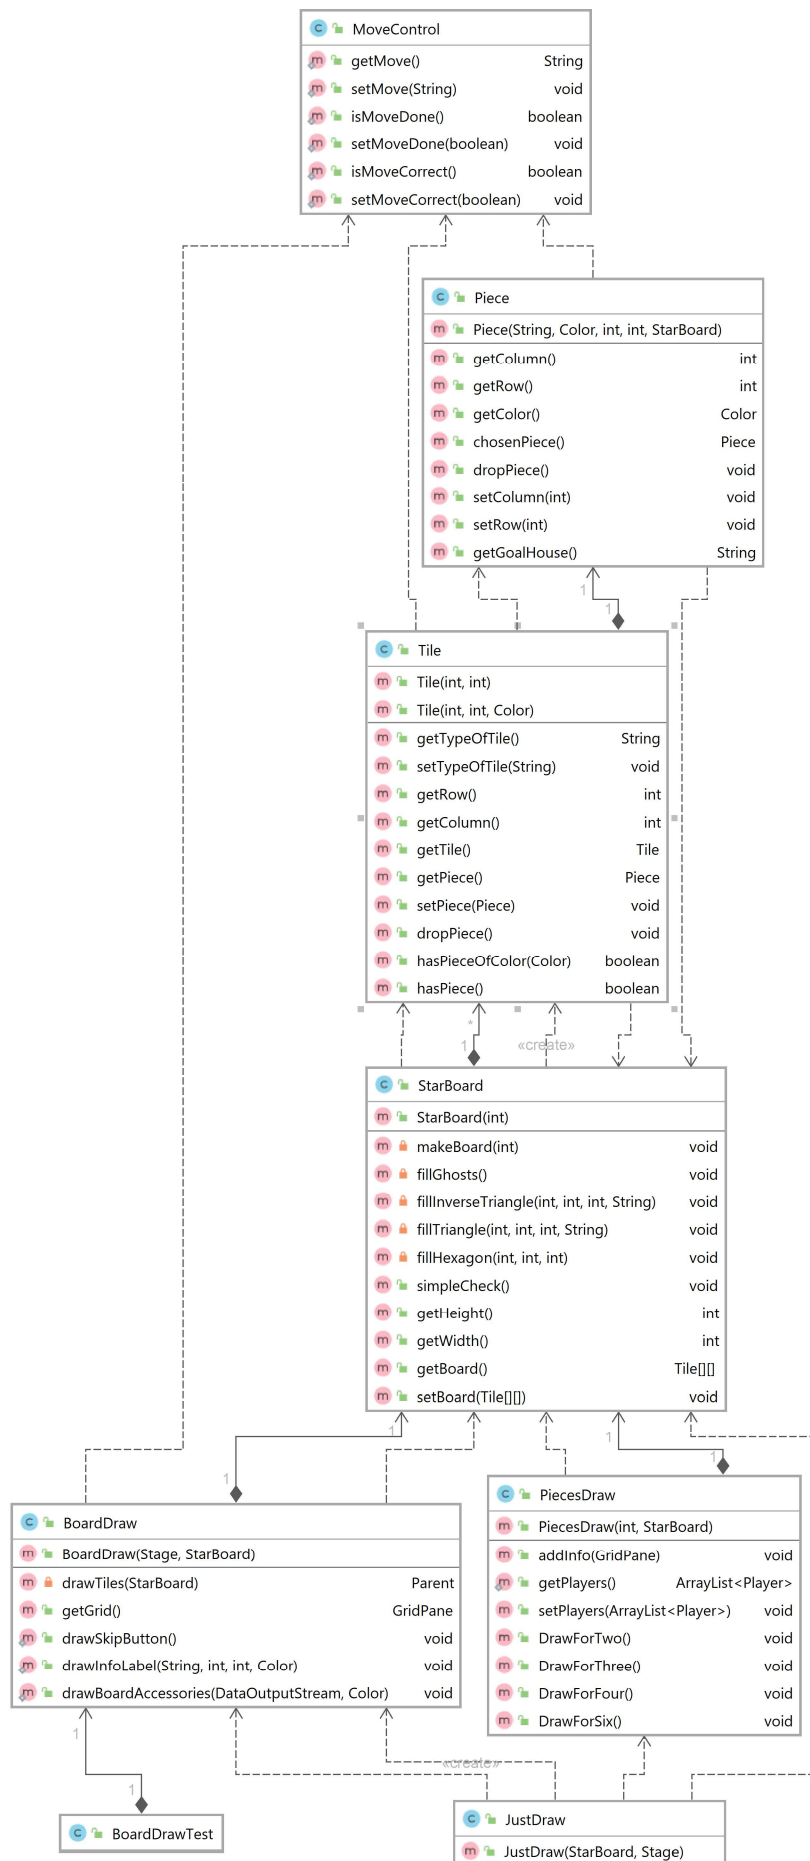 MoveControl
getMove() String
setMove(String) void
isMoveDone() boolean
setMoveDone(boolean) void
isMoveCorrect() boolean
setMoveCorrect(boolean) void
Piece
Piece(String, Color, int, int, StarBoard)
getColumn() int
getRow() int
getColor() Color
chosenPiece() Piece
dropPiece() void
setColumn(int) void
setRow(int) void
getGoalHouse() String
1
1
Tile
Tile(int, int)
Tile(int, int, Color)
getTypeOfTile() String
setTypeOfTile(String) void
getRow() int
getColumn() int
getTile() Tile
getPiece() Piece
setPiece(Piece) void
dropPiece() void
hasPieceOfColor(Color) boolean
hasPiece() boolean
*
1 «create»
StarBoard
StarBoard(int)
makeBoard(int) void
fillGhosts() void
fillInverseTriangle(int, int, int, String) void
fillTriangle(int, int, int, String) void
fillHexagon(int, int, int) void
simpleCheck() void
getHeight() int
getWidth() int
getBoard() Tile[][]
setBoard(Tile[][]) void
1 1
1 1
PiecesDraw
PiecesDraw(int, StarBoard)
addInfo(GridPane) void
getPlayers() ArrayList<Player>
setPlayers(ArrayList<Player>) void
DrawForTwo() void
DrawForThree() void
DrawForFour() void
DrawForSix() void
BoardDraw
BoardDraw(Stage, StarBoard)
drawTiles(StarBoard) Parent
getGrid() GridPane
drawSkipButton() void
drawInfoLabel(String, int, int, Color) void
drawBoardAccessories(DataOutputStream, Color) void
1
«create»
1
BoardDrawTest
JustDraw
JustDraw(StarBoard, Stage)